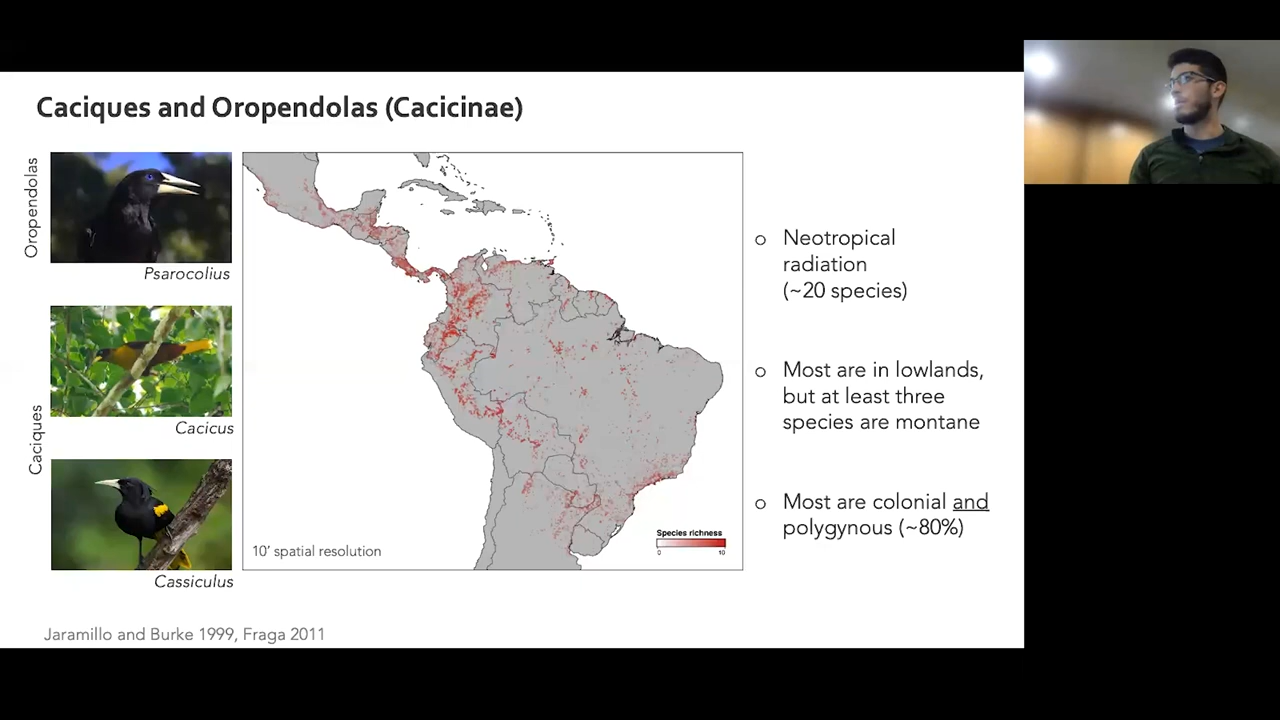 Caciques and Oropendolas (Cacicinae)
Oropendolas
Psarocolius
Caciques
Cacicus
Cassiculus
Species richness
0 10
10′ spatial resolution
o Neotropical
radiation
(~20 species)
o Most are in lowlands,
but at least three
species are montane
o Most are colonial and
polygynous (~80%)
Jaramillo and Burke 1999, Fraga 2011